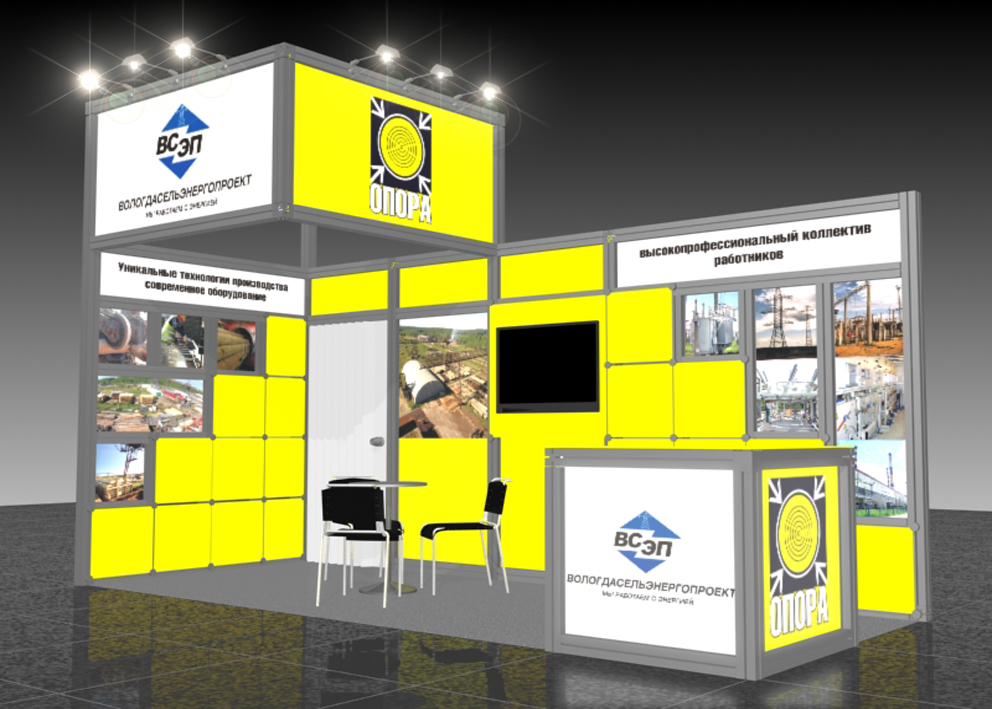 ВСЭП
ВОЛОГДАСЕЛЬЭНЕРГОПРОЕКТ
МЫ РАБОТАЕМ С ЭНЕРГИЕЙ
ОПОРА
Уникальные технологии производства
современное оборудование
высокопрофессиональный коллектив
работников
ВСЭП
ВОЛОГДАСЕЛЬЭНЕРГОПРОЕКТ
МЫ РАБОТАЕМ С ЭНЕРГИЕЙ
ОПОРА